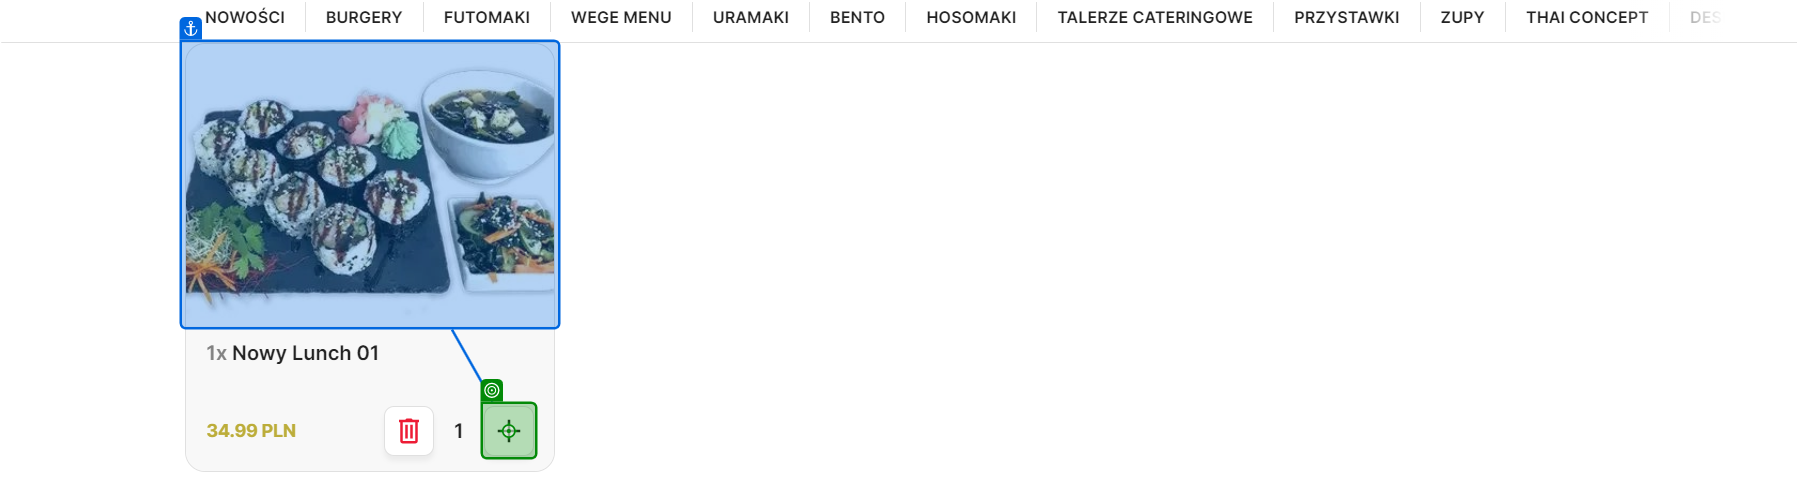 NOWOŚCI
BURGERY
FUTOMAKI
WEGE MENU
URAMAKI
BENTO
HOSOMAKI
TALERZE CATERINGOWE
PRZYSTAWKI
ZUPY
THAI CONCEPT
DES
1x Nowy Lunch 01
34.99 PLN
1